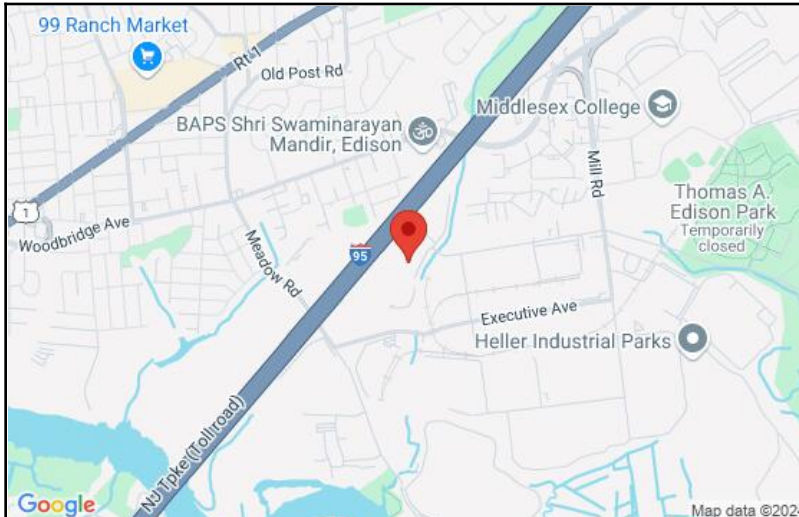 99 Ranch Market
Rt 1
Old Post Rd
BAPS Shri Swaminarayan
Mandir, Edison
Middlesex College
Mill Rd
Thomas A.
Edison Park
Temporarily
closed
1
Woodbridge Ave
Meadow Rd
95
Executive Ave
Heller Industrial Parks
NJ Tpke (Toll road)
Google
Map data ©2024